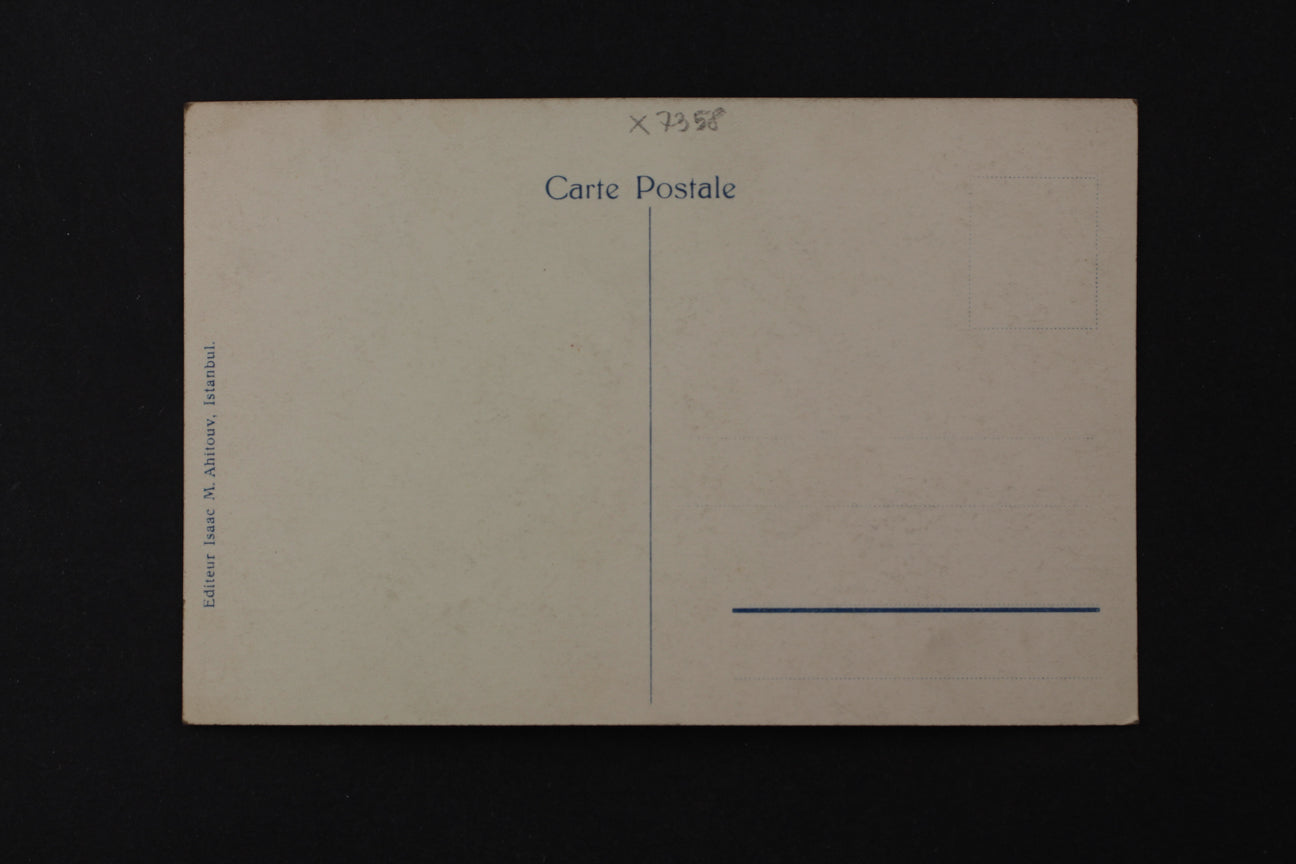 X 7358
Carte Postale
Editeur Isaac M. Ahitouv, Istanbul.